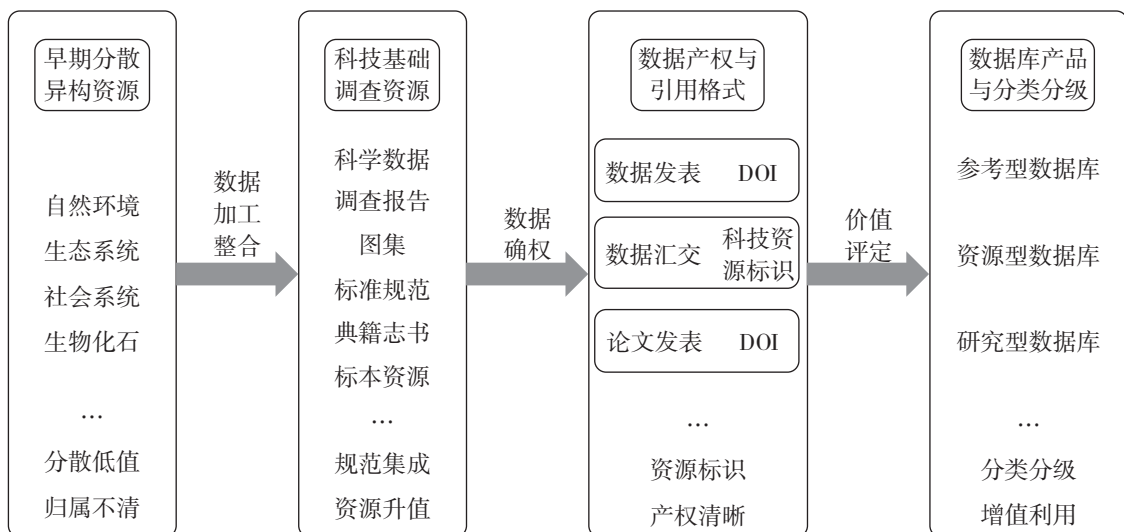 早期分散
异构资源
自然环境
生态系统
社会系统
生物化石
…
分散低值
归属不清
数据
加工
整合
科技基础
调查资源
科学数据
调查报告
图集
标准规范
典籍志书
标本资源
…
规范集成
资源升值
数据
确权
数据产权与
引用格式
数据发表 DOI
数据汇交 科技资
源标识
论文发表 DOI
…
资源标识
产权清晰
价值
评定
数据库产品
与分类分级
参考型数据库
资源型数据库
研究型数据库
…
分类分级
增值利用